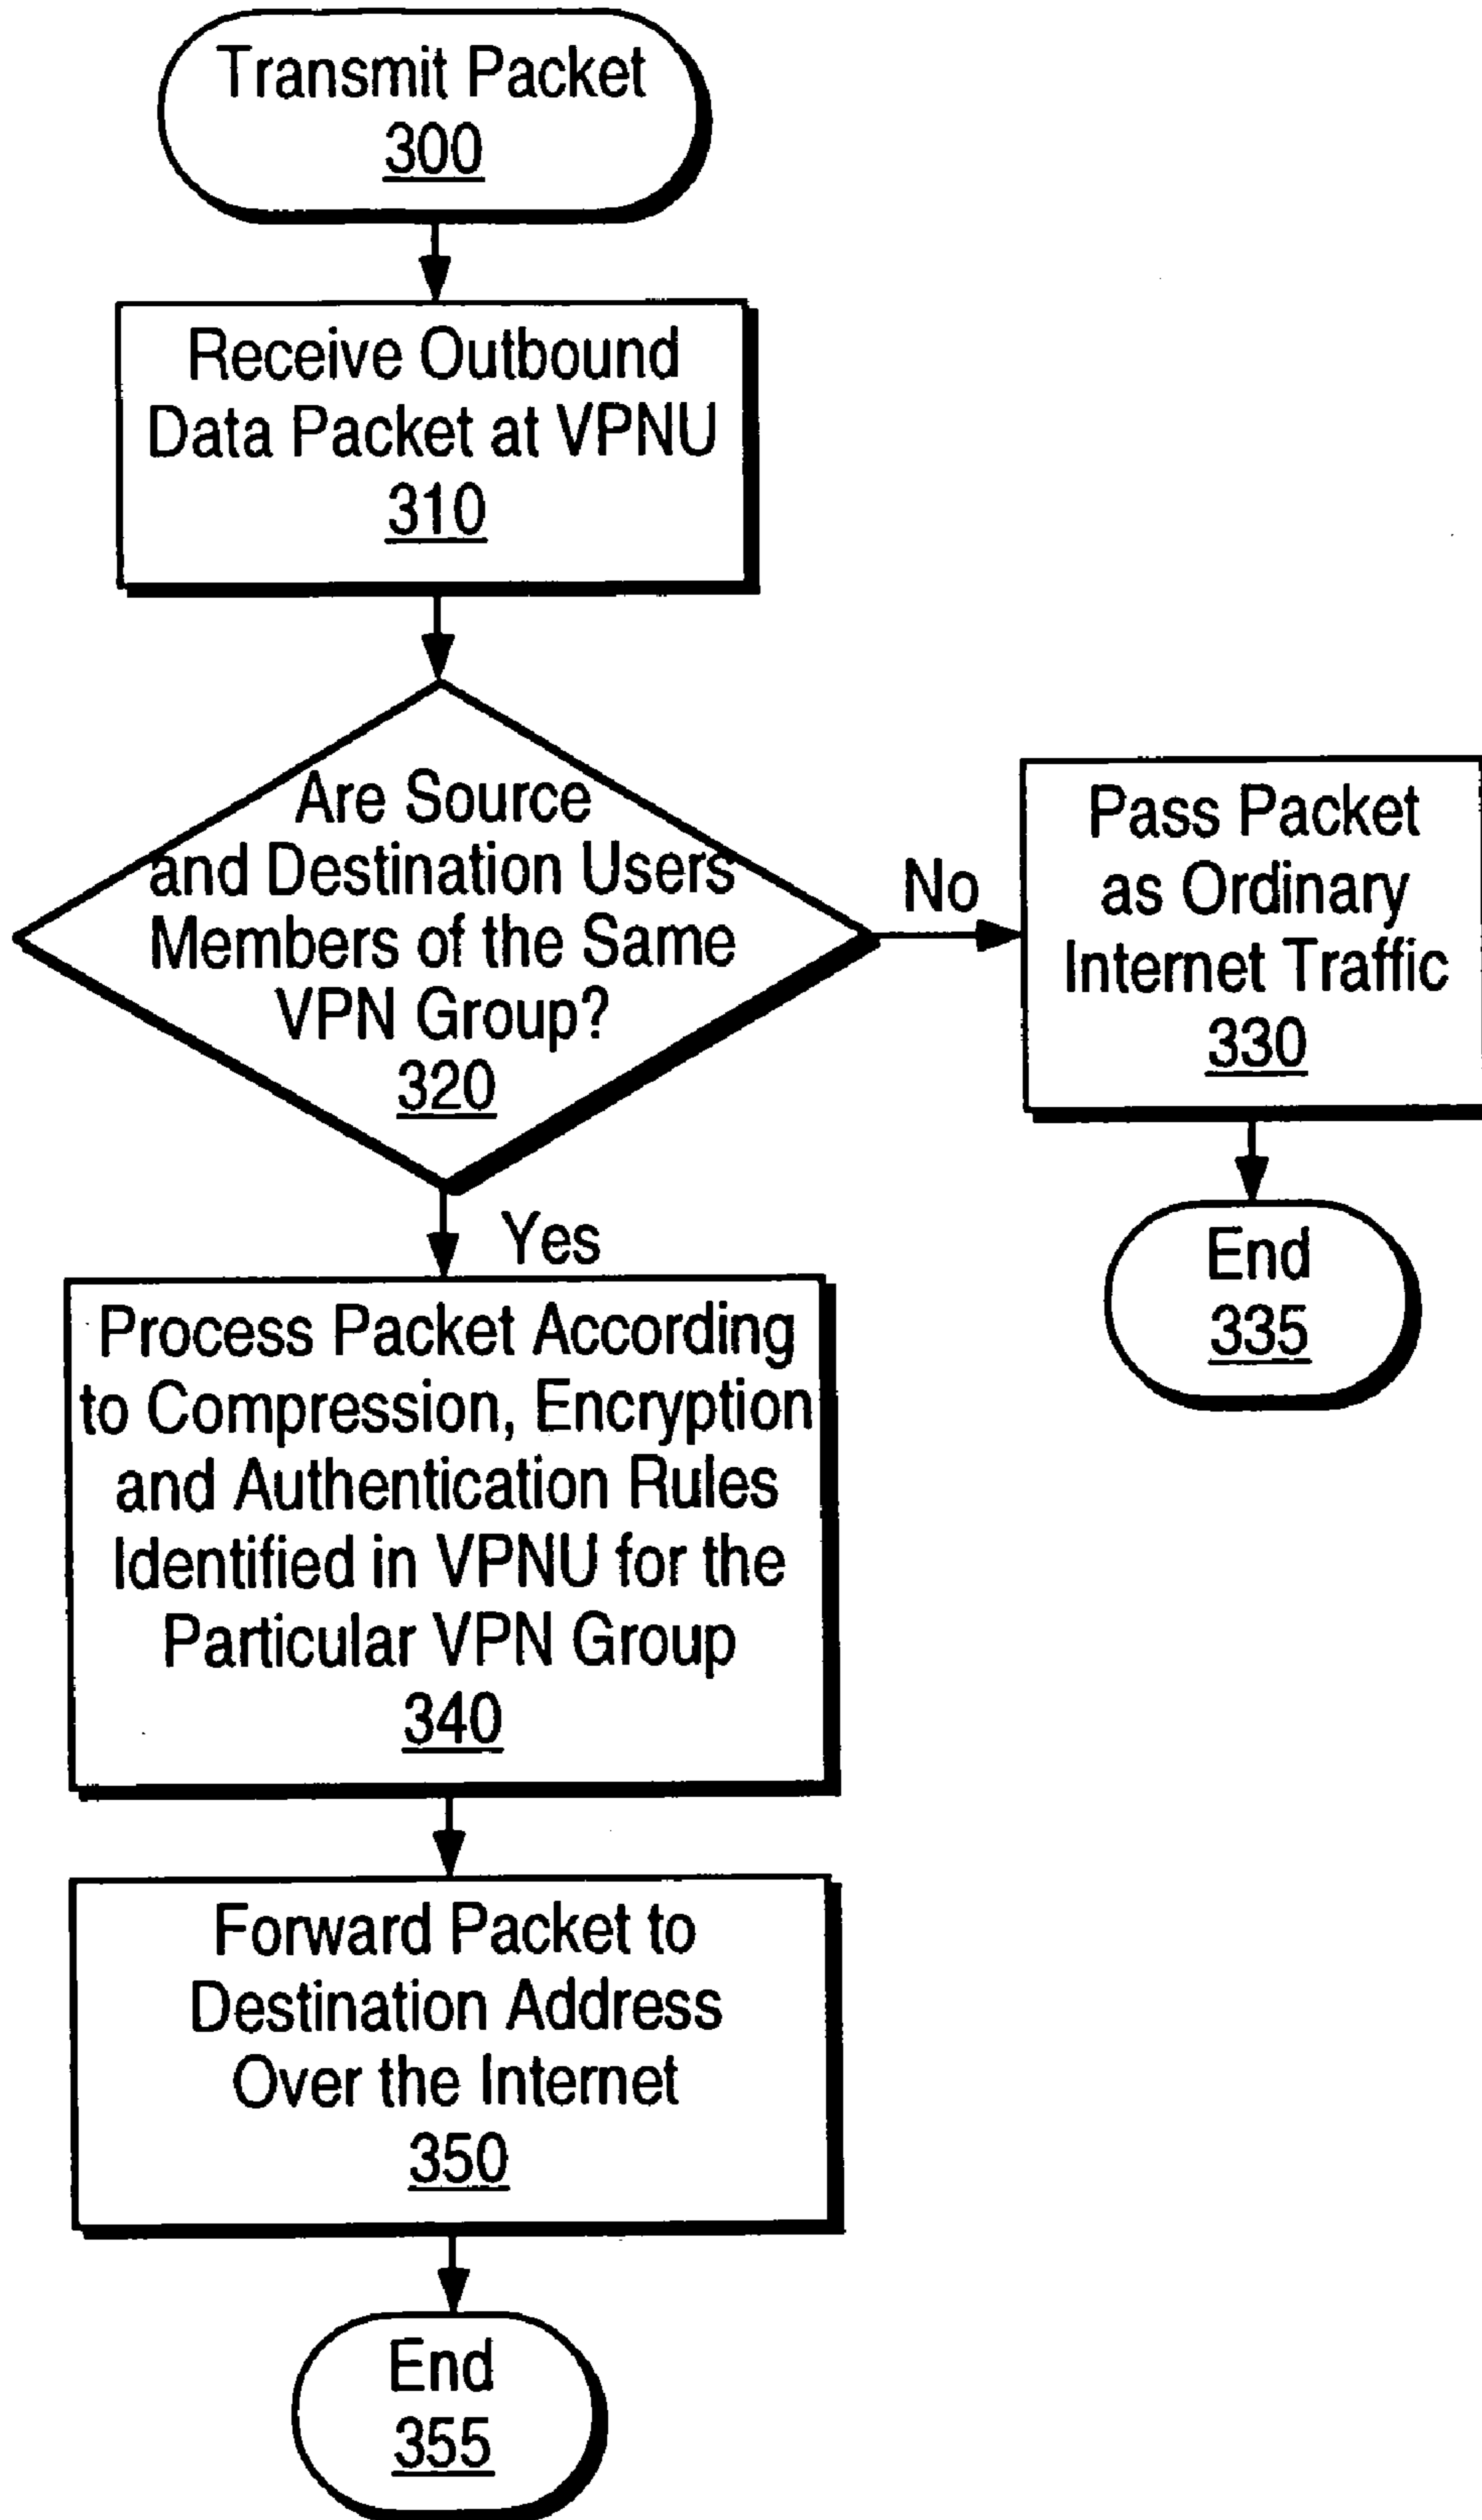 Transmit Packet
300
Receive Outbound
Data Packet at VPNU
310
Are Source
and Destination Users
Members of the Same
VPN Group?
320
No
Pass Packet
as Ordinary
Internet Traffic
330
End
335
Yes
Process Packet According
to Compression, Encryption
and Authentication Rules
Identified in VPNU for the
Particular VPN Group
340
Forward Packet to
Destination Address
Over the Internet
350
End
355